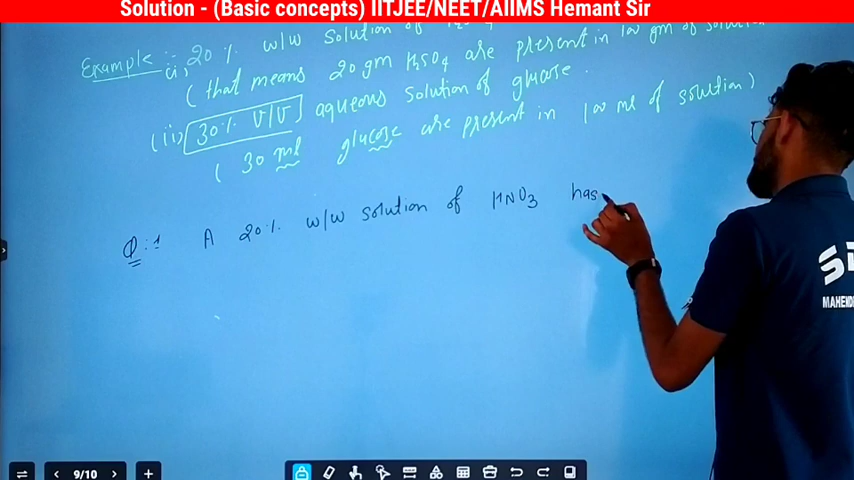 Solution - (Basic concepts) IITJEE/NEET/AIIMS Hemant Sir
Example :- (i) 20 % w/w solution of H2SO4
( that means 20 gm H2SO4 are present in 100 gm of solution
(ii) 30 % V/V aqueous solution of glucose.
( 30 ml glucose are present in 100 ml of solution)
Q:1 A 20 % w/w solution of HNO3 has
MAHEND
9/10